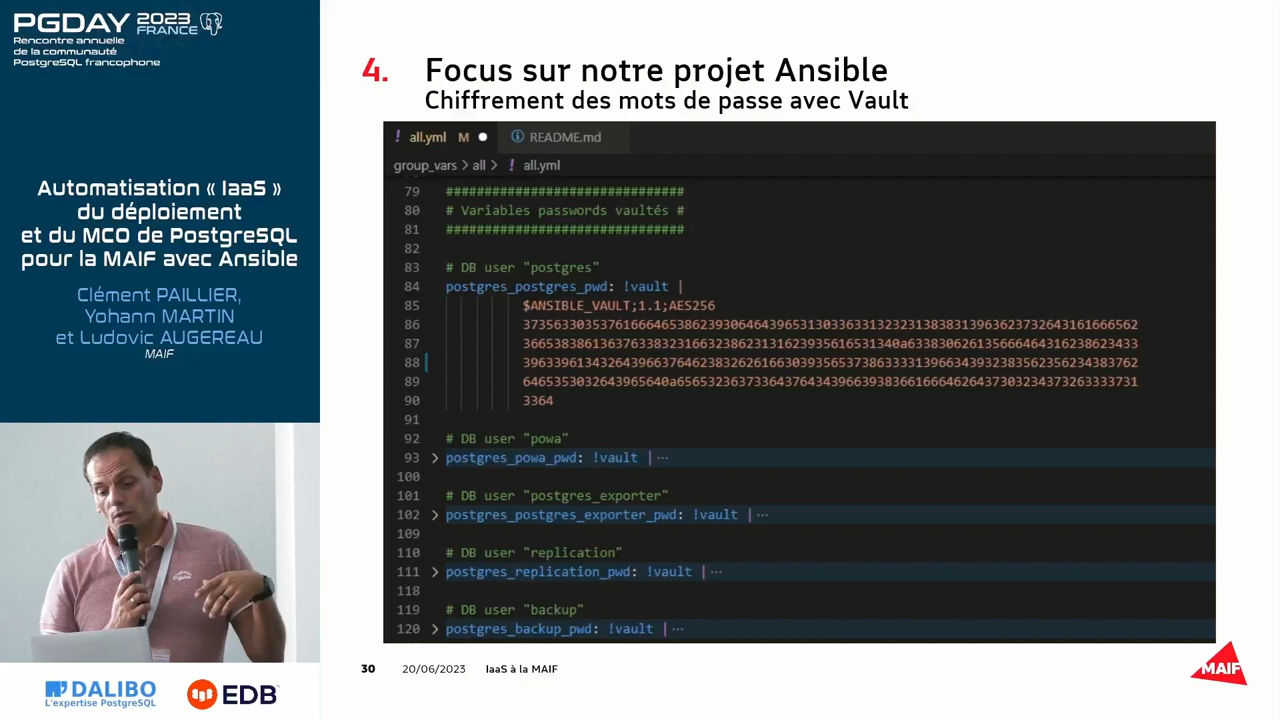 PGDAY 2023 FRANCE
Rencontre annuelle
de la communauté
PostgreSQL francophone
Automatisation « IaaS »
du déploiement
et du MCO de PostgreSQL
pour la MAIF avec Ansible
Clément PAILLIER,
Yohann MARTIN
et Ludovic AUGEREAU
MAIF
DALIBO
L'expertise PostgreSQL
EDB
4. Focus sur notre projet Ansible
Chiffrement des mots de passe avec Vault
! all.yml M README.md
group_vars > all > ! all.yml
79 ###############################
80 # Variables passwords vaultés #
81 ###############################
82
83 # DB user "postgres"
84 postgres_postgres_pwd: !vault |
85 $ANSIBLE_VAULT;1.1;AES256
86
87
88
89
90 3364
91
92 # DB user "powa"
93 > postgres_powa_pwd: !vault | ···
100
101 # DB user "postgres_exporter"
102 > postgres_postgres_exporter_pwd: !vault | ···
109
110 # DB user "replication"
111 > postgres_replication_pwd: !vault | ···
118
119 # DB user "backup"
120 > postgres_backup_pwd: !vault | ···
30 20/06/2023 IaaS à la MAIF
MAIF